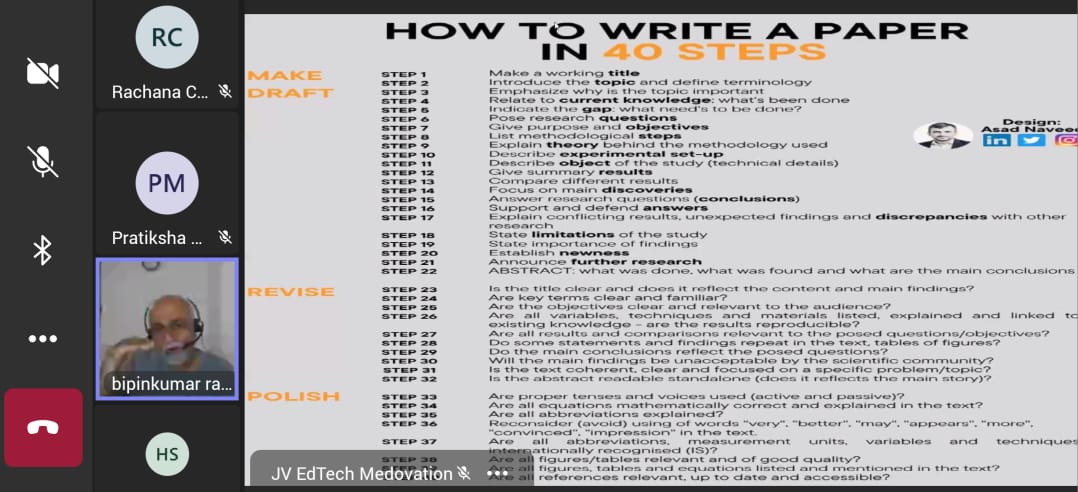 RC
Rachana C...
PM
Pratiksha ...
bipinkumar ra...
HS
HOW TO WRITE A PAPER
IN 40 STEPS
MAKE
DRAFT
STEP 1 Make a working title
STEP 2 Introduce the topic and define terminology
STEP 3 Emphasize why is the topic important
STEP 4 Relate to current knowledge: what's been done
STEP 5 Indicate the gap: what need's to be done?
STEP 6 Pose research questions
STEP 7 Give purpose and objectives
STEP 8 List methodological steps
STEP 9 Explain theory behind the methodology used
STEP 10 Describe experimental set-up
STEP 11 Describe object of the study (technical details)
STEP 12 Give summary results
STEP 13 Compare different results
STEP 14 Focus on main discoveries
STEP 15 Answer research questions (conclusions)
STEP 16 Support and defend answers
STEP 17 Explain conflicting results, unexpected findings and discrepancies with other
research
STEP 18 State limitations of the study
STEP 19 State importance of findings
STEP 20 Establish newness
STEP 21 Announce further research
STEP 22 ABSTRACT: what was done, what was found and what are the main conclusions
Design:
Asad Navee
in
REVISE
STEP 23 Is the title clear and does it reflect the content and main findings?
STEP 24 Are key terms clear and familiar?
STEP 25 Are the objectives clear and relevant to the audience?
STEP 26 Are all variables, techniques and materials listed, explained and linked to
existing knowledge - are the results reproducible?
STEP 27 Are all results and comparisons relevant to the posed questions/objectives?
STEP 28 Do some statements and findings repeat in the text, tables of figures?
STEP 29 Do the main conclusions reflect the posed questions?
STEP 30 Will the main findings be unacceptable by the scientific community?
STEP 31 Is the text coherent, clear and focused on a specific problem/topic?
STEP 32 Is the abstract readable standalone (does it reflects the main story)?
POLISH
STEP 33 Are proper tenses and voices used (active and passive)?
STEP 34 Are all equations mathematically correct and explained in the text?
STEP 35 Are all abbreviations explained?
STEP 36 Reconsider (avoid) using of words "very", "better", "may", "appears", "more",
"convinced", "impression" in the text.
STEP 37 Are all abbreviations, measurement units, variables and techniques
internationally recognised (IS)?
STEP 38 Are all figures/tables relevant and of good quality?
Are all figures, tables and equations listed and mentioned in the text?
Are all references relevant, up to date and accessible?
JV EdTech Medovation